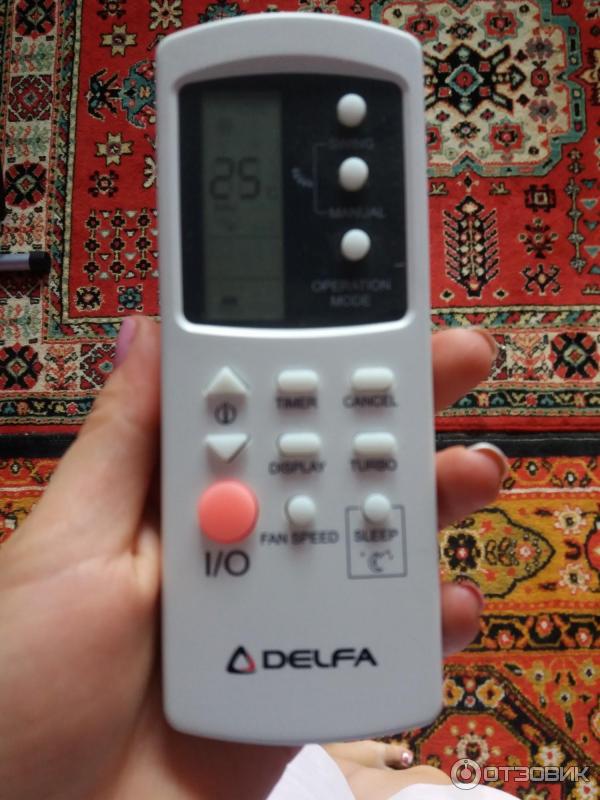 25°C
SWING
MANUAL
OPERATION
MODE
TIMER CANCEL
DISPLAY TURBO
I/O FAN SPEED SLEEP
DELFA
ОТЗОВИК